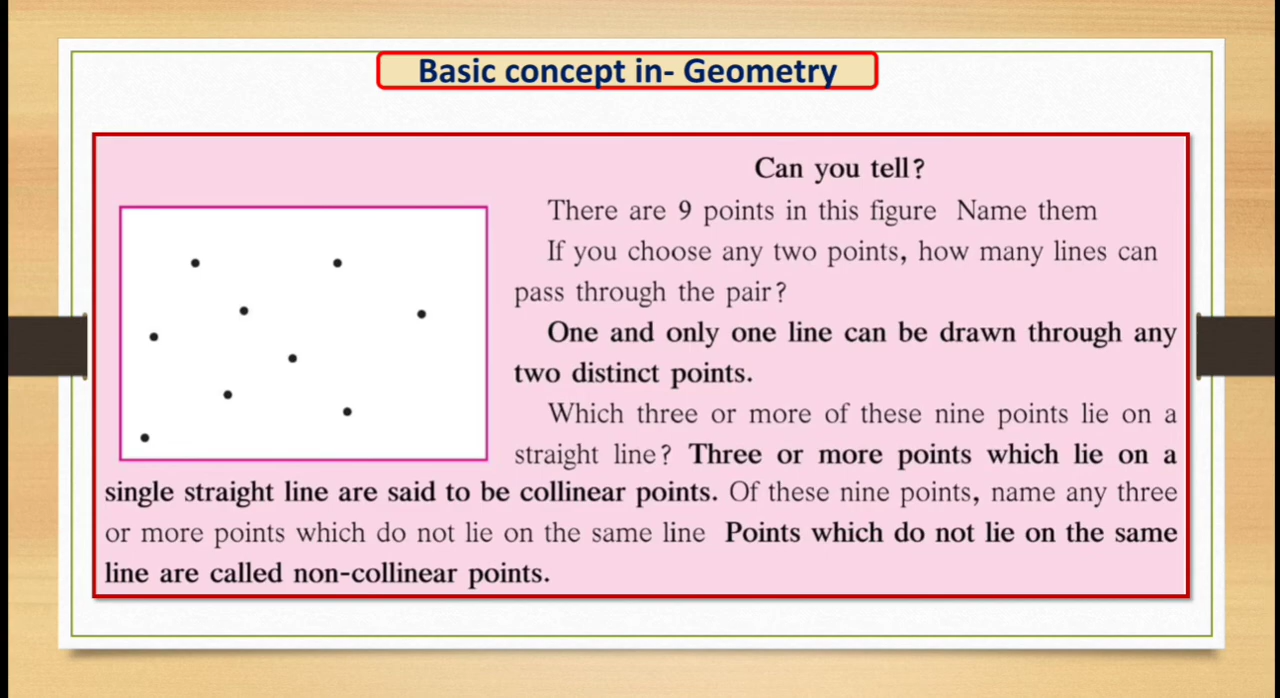 Basic concept in- Geometry
Can you tell?
There are 9 points in this figure Name them
If you choose any two points, how many lines can
pass through the pair?
One and only one line can be drawn through any
two distinct points.
Which three or more of these nine points lie on a
straight line? Three or more points which lie on a
single straight line are said to be collinear points. Of these nine points, name any three
or more points which do not lie on the same line Points which do not lie on the same
line are called non-collinear points.